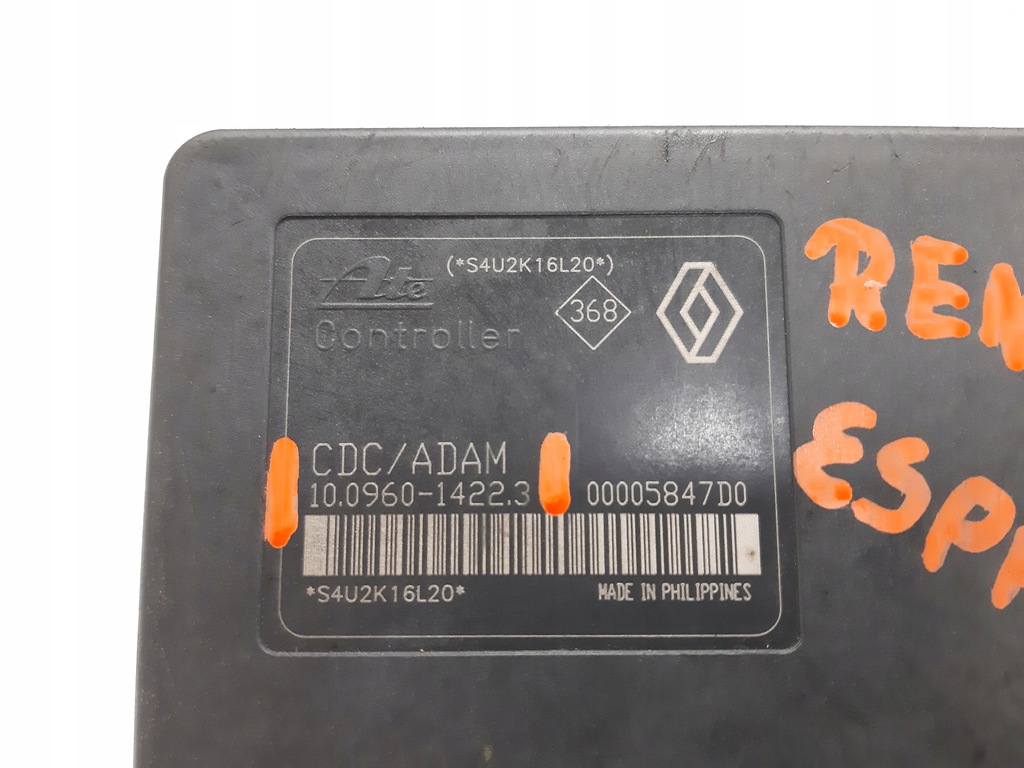 Ate
Controller
(*S4U2K16L20*)
368
CDC/ADAM
10.0960-1422.3 00005847D0
*S4U2K16L20*
MADE IN PHILIPPINES
REN
ESP